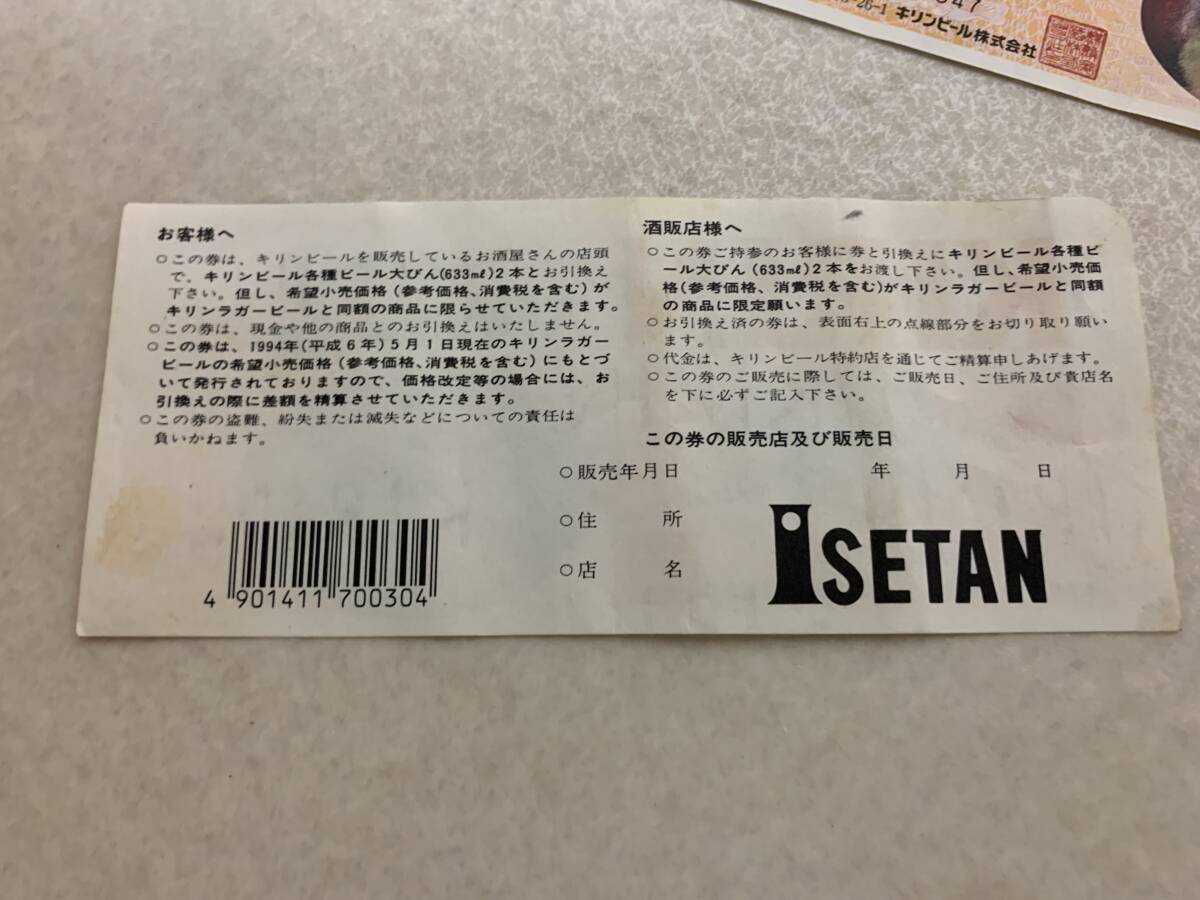 26-1 キリンビール株式会社
お客様へ
○この券は、キリンビールを販売しているお酒屋さんの店頭
で、キリンビール各種ビール大びん(633mℓ)2本とお引換え
下さい。但し、希望小売価格(参考価格、消費税を含む)が
キリンラガービールと同額の商品に限らせていただきます。
○この券は、現金や他の商品とのお引換えはいたしません。
○この券は、1994年(平成6年)5月1日現在のキリンラガー
ビールの希望小売価格(参考価格、消費税を含む)にもとづ
いて発行されておりますので、価格改定等の場合には、お
引換えの際に差額を精算させていただきます。
○この券の盗難、紛失または滅失などについての責任は
負いかねます。
4 901411 700304
酒販店様へ
○この券ご持参のお客様に券と引換えにキリンビール各種ビ
ール大びん(633mℓ)2本をお渡し下さい。但し、希望小売価
格(参考価格、消費税を含む)がキリンラガービールと同額
の商品に限定願います。
○お引換え済の券は、表面右上の点線部分をお切り取り願い
ます。
○代金は、キリンビール特約店を通じてご精算申しあげます。
○この券のご販売に際しては、ご販売日、ご住所及び貴店名
を下に必ずご記入下さい。
この券の販売店及び販売日
○販売年月日 年 月 日
○住 所
○店 名
ISETAN